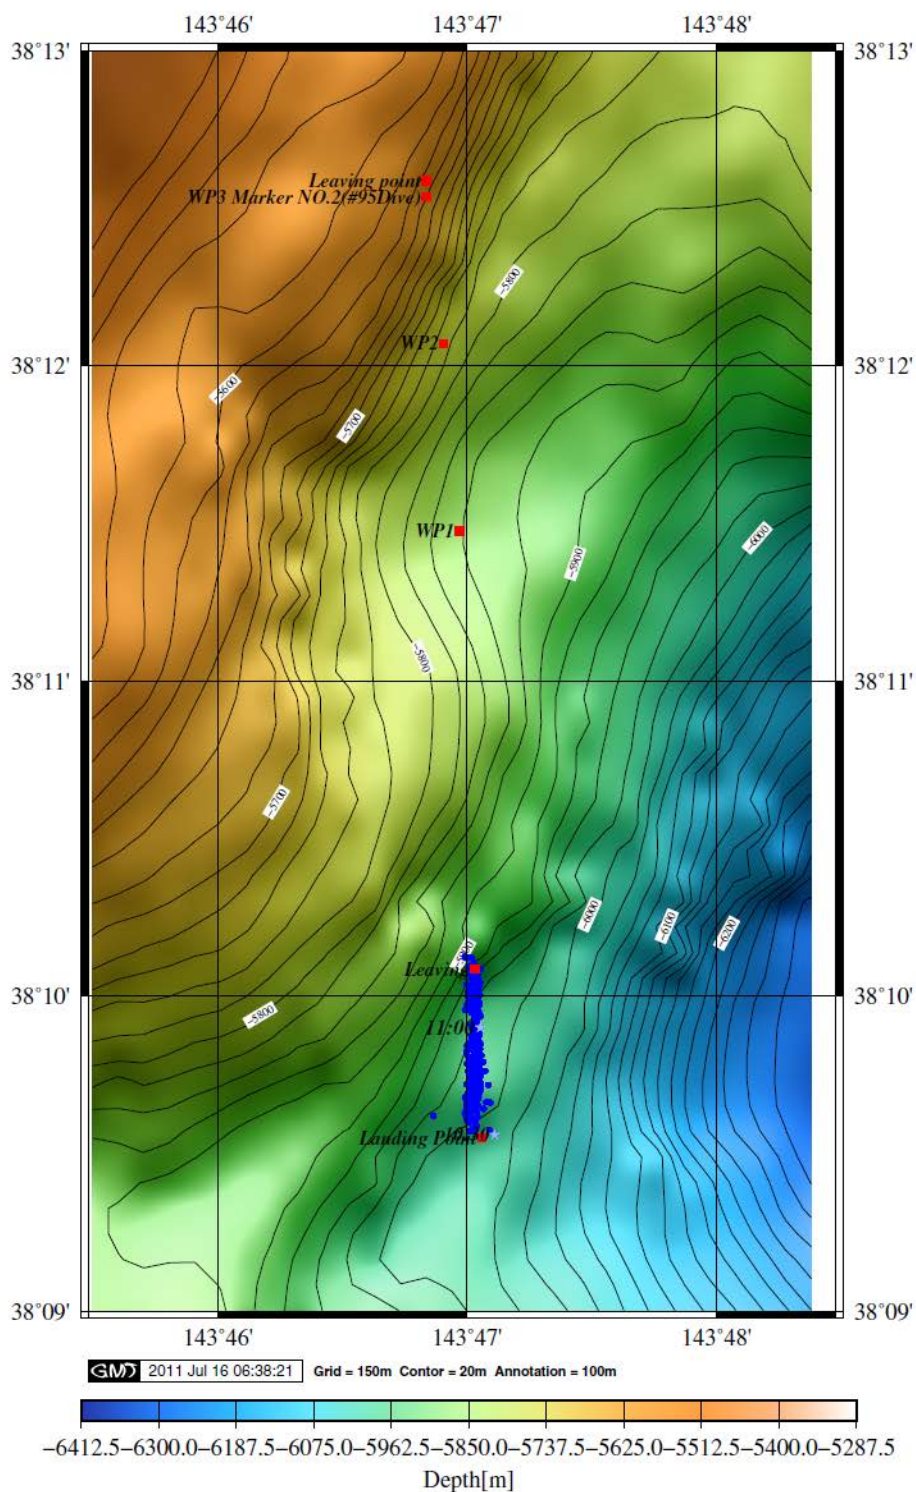 143°46' 143°47' 143°48'
38°13' 38°13'
Leaving point
WP3 Marker NO.2(#95Dive)
−5800
WP2
38°12' 38°12'
−5600
−5700
WP1
−6000
−5900
−5800
38°11' 38°11'
−5700
−6000
−6100
−6200
Leaving
38°10' 38°10'
−5800
11:00
Landing Point
38°09' 38°09'
143°46' 143°47' 143°48'
GMT 2011 Jul 16 06:38:21 Grid = 150m Contor = 20m Annotation = 100m
−6412.5 −6300.0 −6187.5 −6075.0 −5962.5 −5850.0 −5737.5 −5625.0 −5512.5 −5400.0 −5287.5
Depth[m]